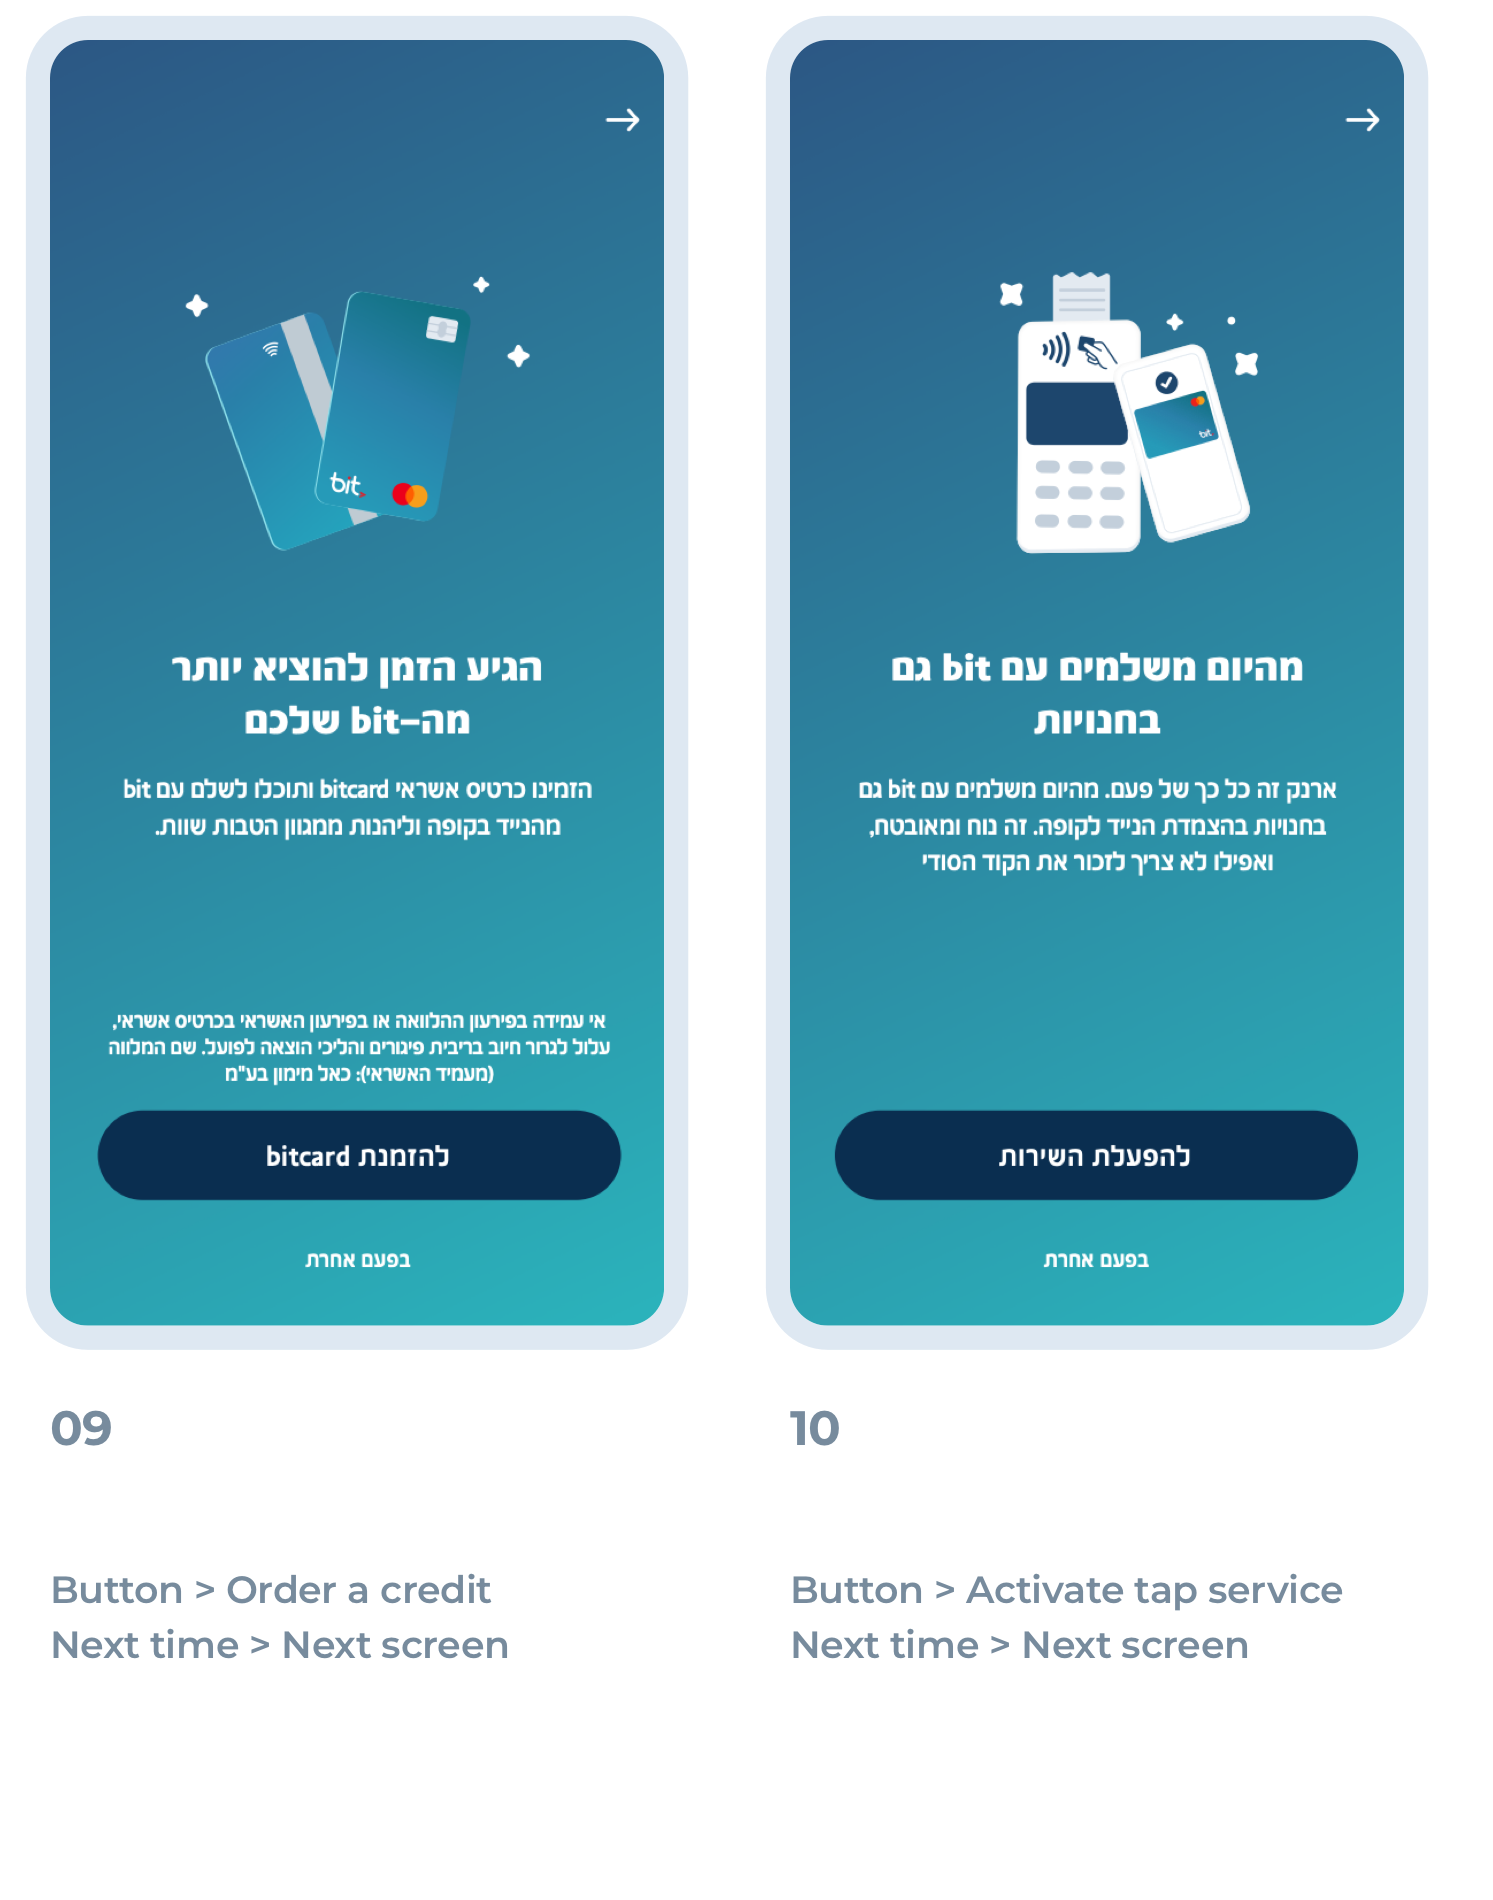 bit
הגיע הזמן להוציא יותר
מה-bit שלכם
הזמינו כרטיס אשראי bitcard ותוכלו לשלם עם bit
מהנייד בקופה וליהנות ממגוון הטבות שוות.
אי עמידה בפירעון ההלוואה או בפירעון האשראי בכרטיס אשראי,
עלול לגרור חיוב בריבית פיגורים והליכי הוצאה לפועל. שם המלווה
(מעמיד האשראי): כאל מימון בע"מ
להזמנת bitcard
בפעם אחרת
09
Button > Order a credit
Next time > Next screen
bit
מהיום משלמים עם bit גם
בחנויות
ארנק זה כל כך של פעם. מהיום משלמים עם bit גם
בחנויות בהצמדת הנייד לקופה. זה נוח ומאובטח,
ואפילו לא צריך לזכור את הקוד הסודי
להפעלת השירות
בפעם אחרת
10
Button > Activate tap service
Next time > Next screen